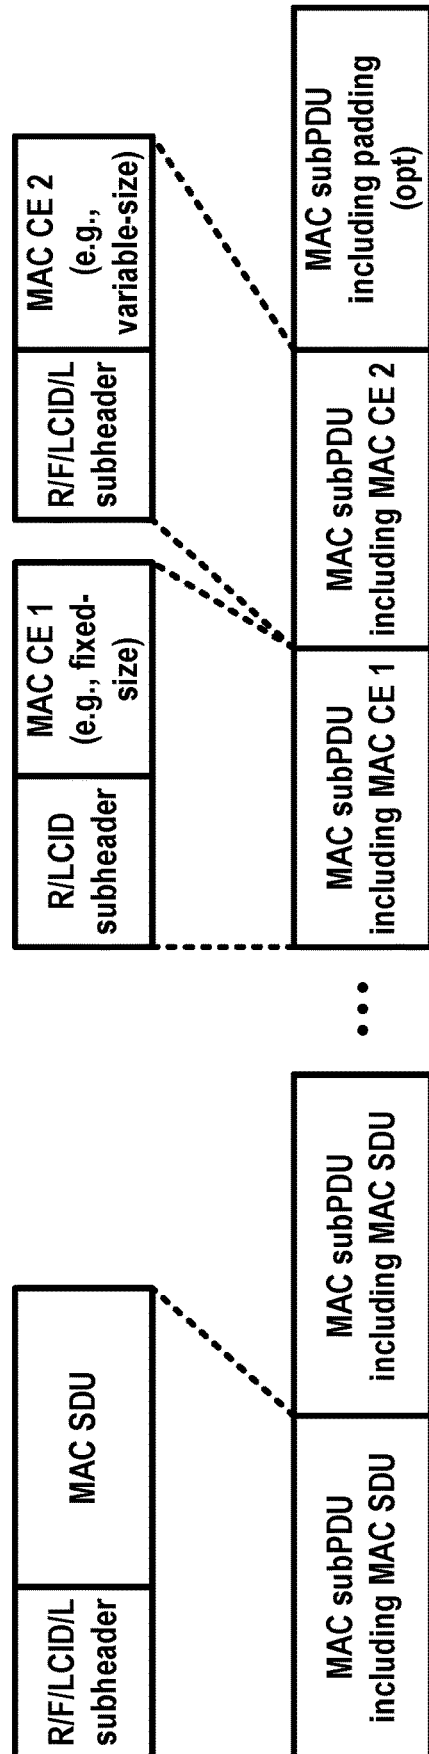 R/F/LCID/L
subheader
MAC SDU
R/LCID
subheader
MAC CE 1
(e.g., fixed-
size)
R/F/LCID/L
subheader
MAC CE 2
(e.g.,
variable-size)
MAC subPDU
including MAC SDU
MAC subPDU
including MAC SDU
...
MAC subPDU
including MAC CE 1
MAC subPDU
including MAC CE 2
MAC subPDU
including padding
(opt)